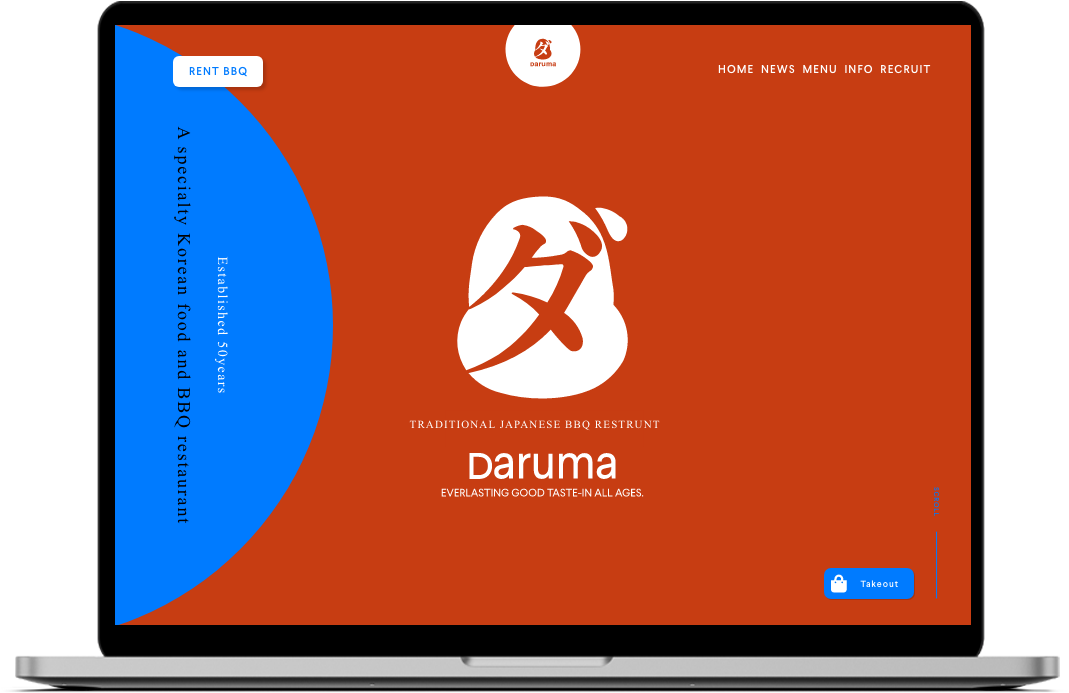 RENT BBQ
ダ
Daruma
HOME NEWS MENU INFO RECRUIT
A specialty Korean food and BBQ restaurant
Established 50years
ダ
TRADITIONAL JAPANESE BBQ RESTRUNT
Daruma
EVERLASTING GOOD TASTE-IN ALL AGES.
Takeout